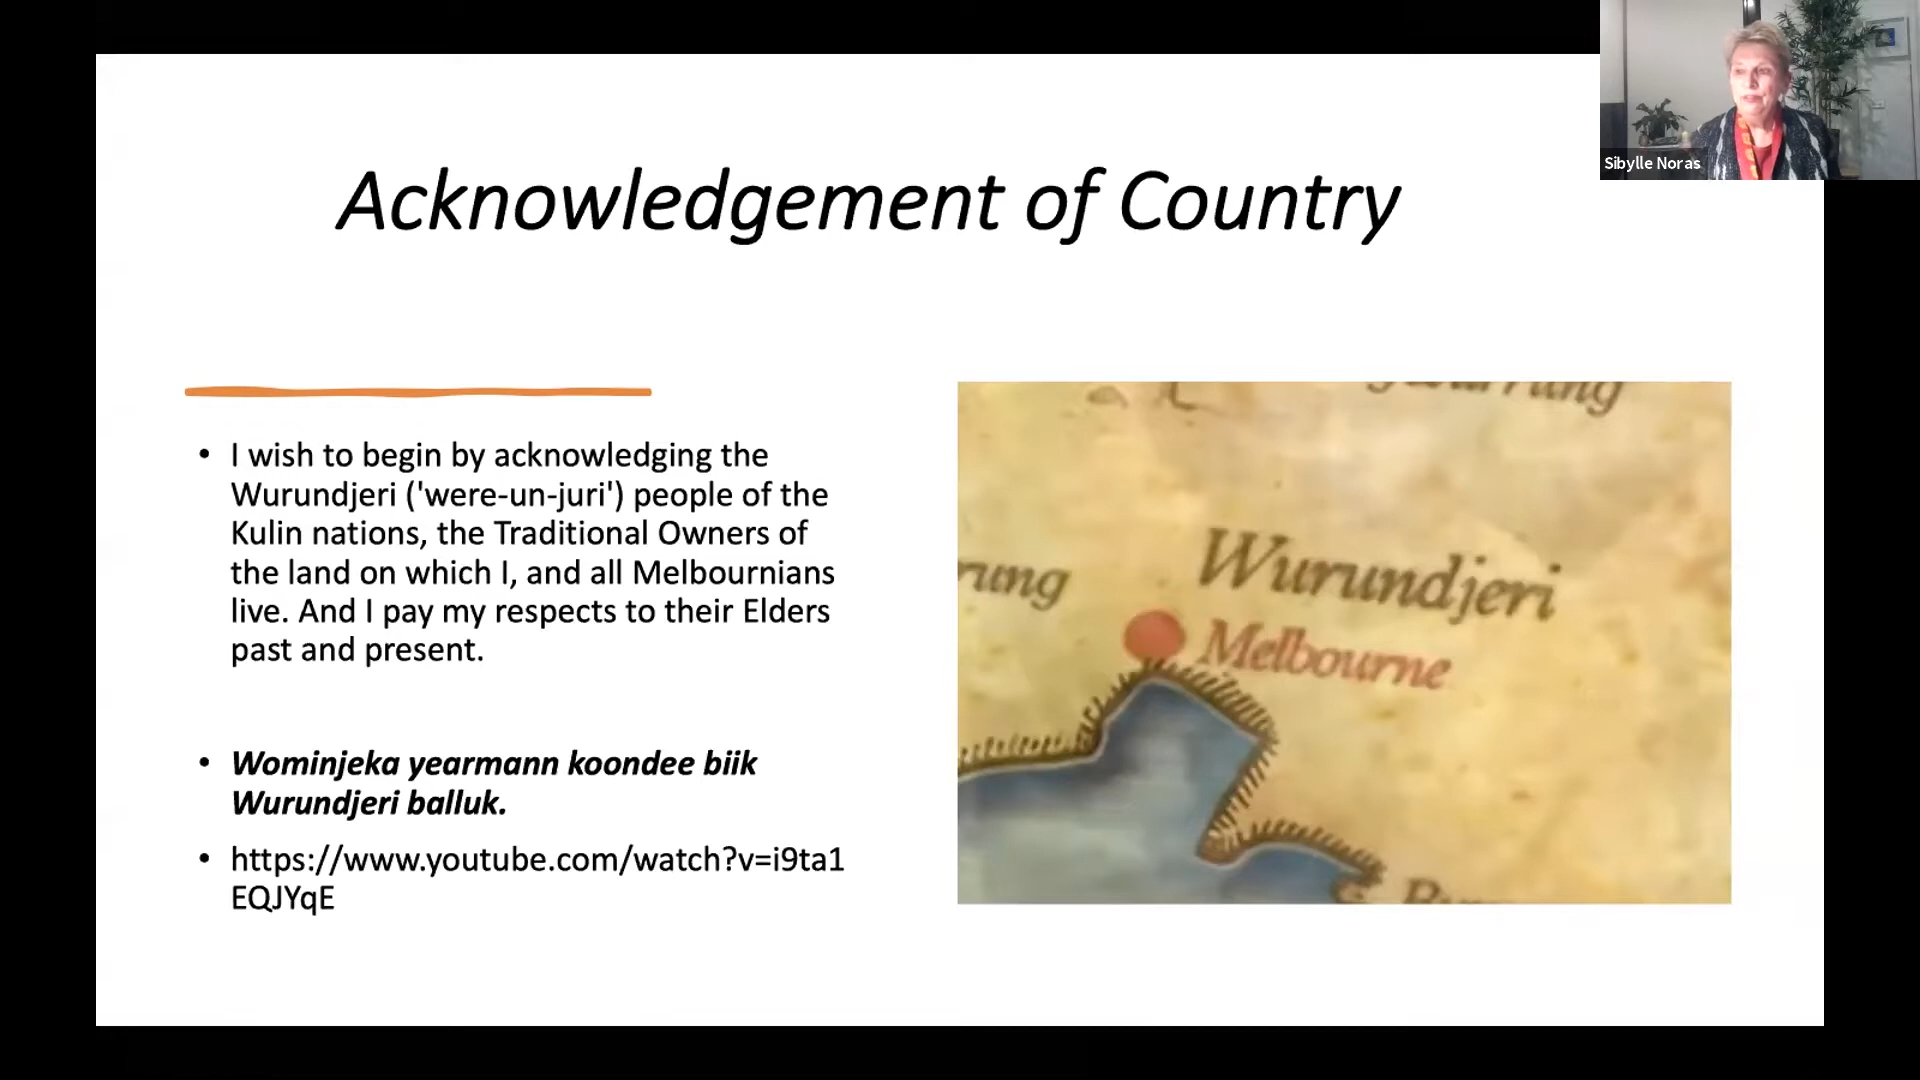 Sibylle Noras
Acknowledgement of Country
• I wish to begin by acknowledging the
Wurundjeri ('were-un-juri') people of the
Kulin nations, the Traditional Owners of
the land on which I, and all Melbournians
live. And I pay my respects to their Elders
past and present.
• Wominjeka yearmann koondee biik
Wurundjeri balluk.
• https://www.youtube.com/watch?v=i9ta1
EQJYqE
rung
Wurundjeri
Melbourne